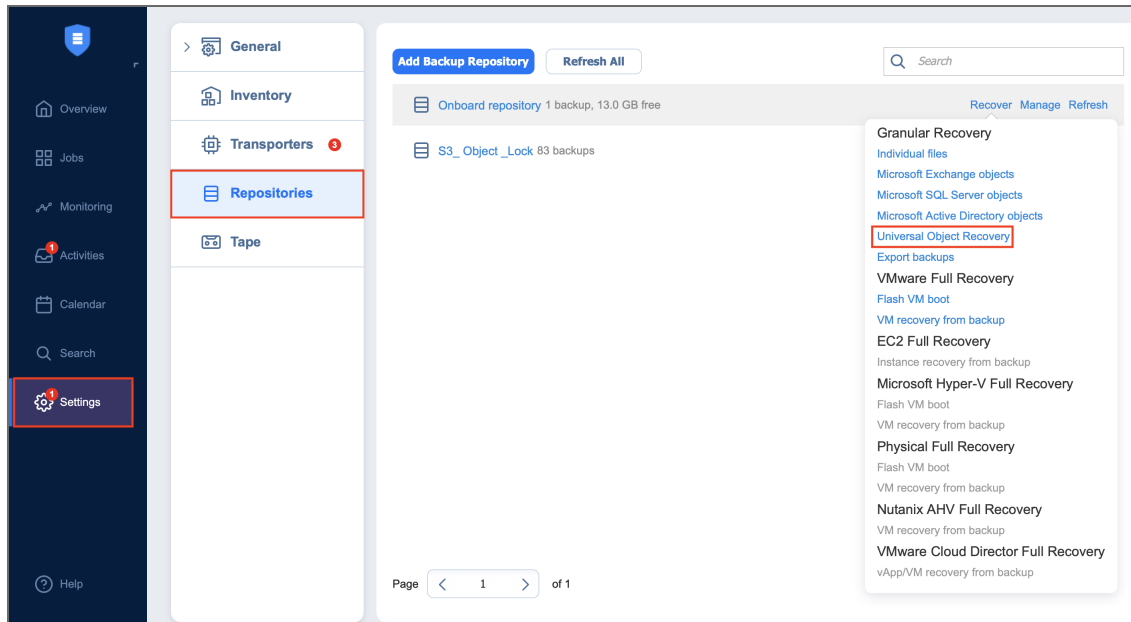 Overview
Jobs
Monitoring
1
Activities
Calendar
Search
1
Settings
Help
General
Inventory
Transporters 3
Repositories
Tape
Add Backup Repository Refresh All
Search
Onboard repository 1 backup, 13.0 GB free Recover Manage Refresh
S3_ Object _Lock 83 backups
Granular Recovery
Individual files
Microsoft Exchange objects
Microsoft SQL Server objects
Microsoft Active Directory objects
Universal Object Recovery
Export backups
VMware Full Recovery
Flash VM boot
VM recovery from backup
EC2 Full Recovery
Instance recovery from backup
Microsoft Hyper-V Full Recovery
Flash VM boot
VM recovery from backup
Physical Full Recovery
Flash VM boot
VM recovery from backup
Nutanix AHV Full Recovery
VM recovery from backup
VMware Cloud Director Full Recovery
vApp/VM recovery from backup
Page 1 of 1